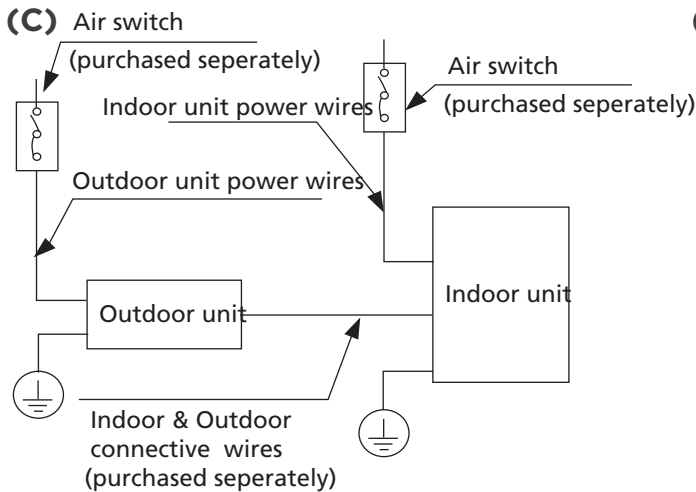 (C) Air switch
(purchased seperately)
Air switch
(purchased seperately)
Indoor unit power wires
Outdoor unit power wires
Outdoor unit
Indoor unit
Indoor & Outdoor
connective wires
(purchased seperately)